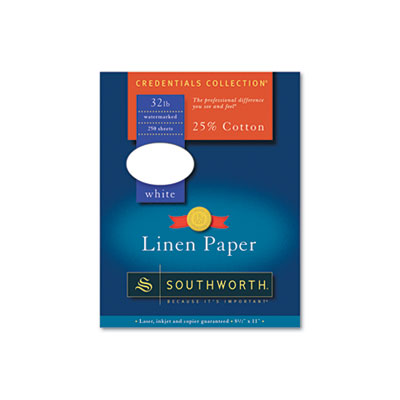 CREDENTIALS COLLECTION®
32lb
watermarked
250 sheets
The professional difference
you see and feel®
25% Cotton
white
Linen Paper
S SOUTHWORTH®
BECAUSE IT'S IMPORTANT.®
• Laser, inkjet and copier guaranteed • 8½" x 11" •